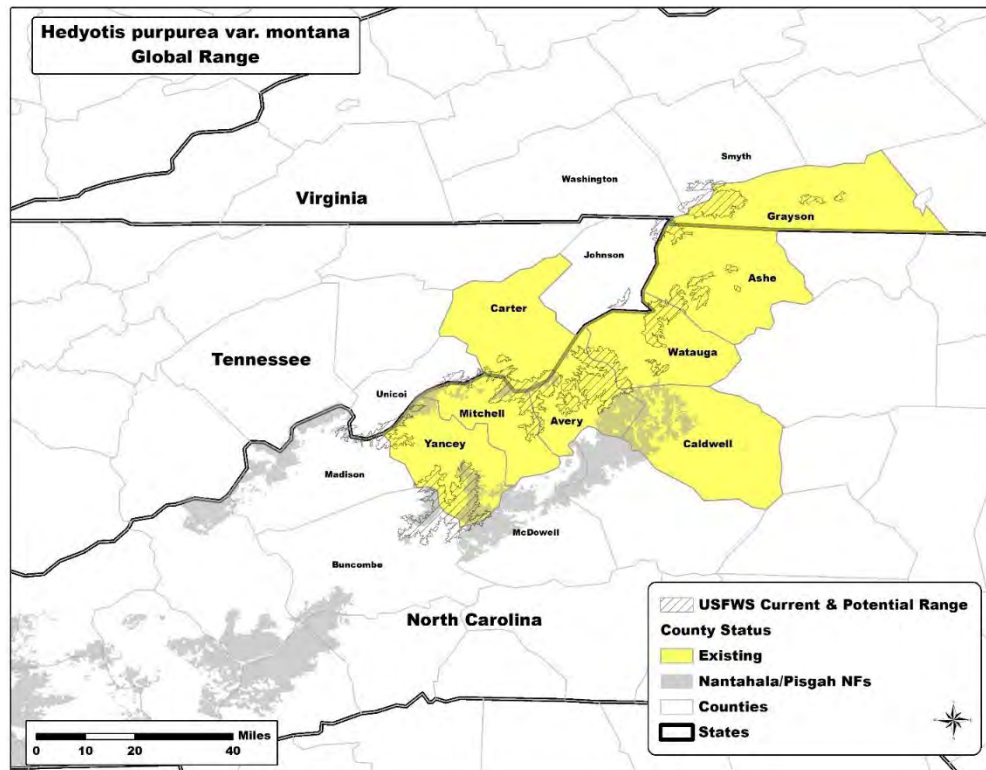 Hedyotis purpurea var. montana
Global Range
Smyth
Washington
Virginia
Grayson
Johnson
Ashe
Carter
Watauga
Tennessee
Unicoi
Mitchell
Avery
Yancey
Caldwell
Madison
McDowell
Buncombe
North Carolina
USFWS Current & Potential Range
County Status
Existing
Nantahala/Pisgah NFs
Counties
States
Miles
0 10 20 40